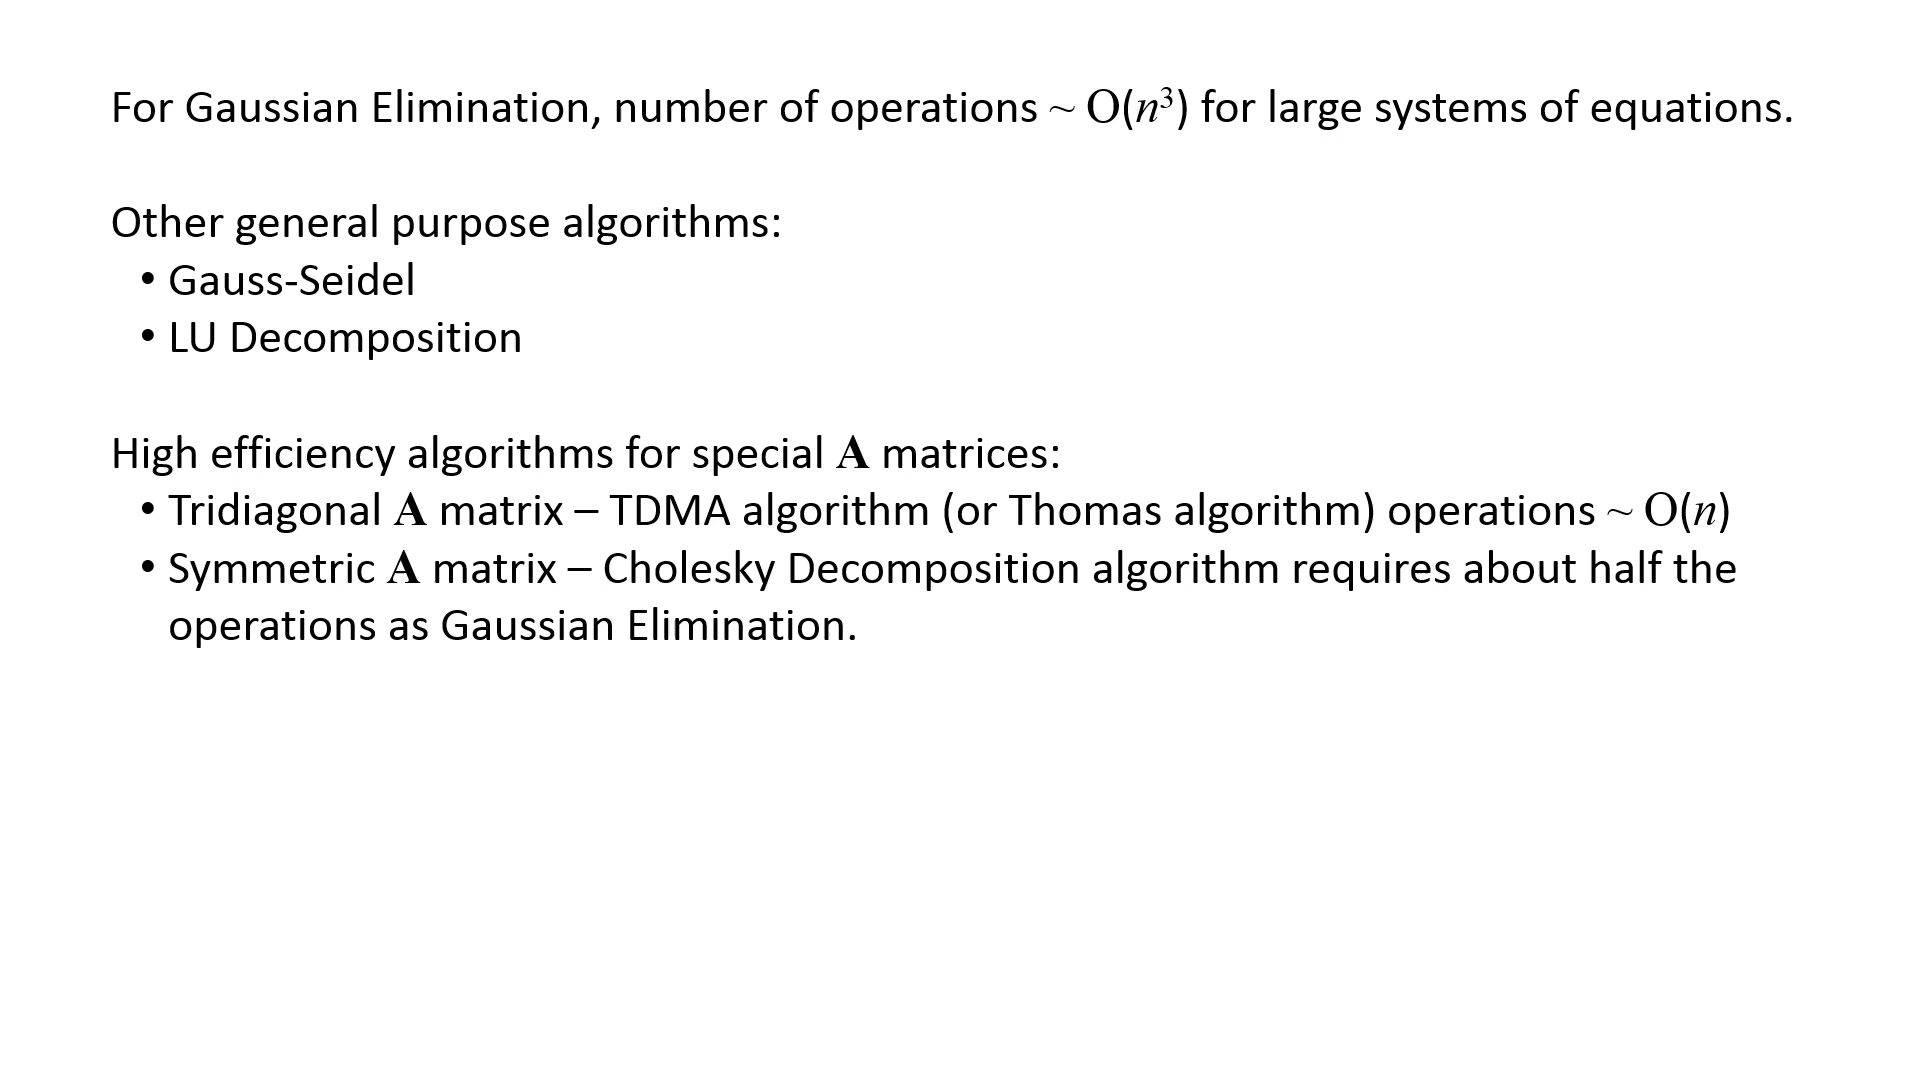 For Gaussian Elimination, number of operations ~ O(n³) for large systems of equations.
Other general purpose algorithms:
• Gauss-Seidel
• LU Decomposition
High efficiency algorithms for special A matrices:
• Tridiagonal A matrix – TDMA algorithm (or Thomas algorithm) operations ~ O(n)
• Symmetric A matrix – Cholesky Decomposition algorithm requires about half the
operations as Gaussian Elimination.